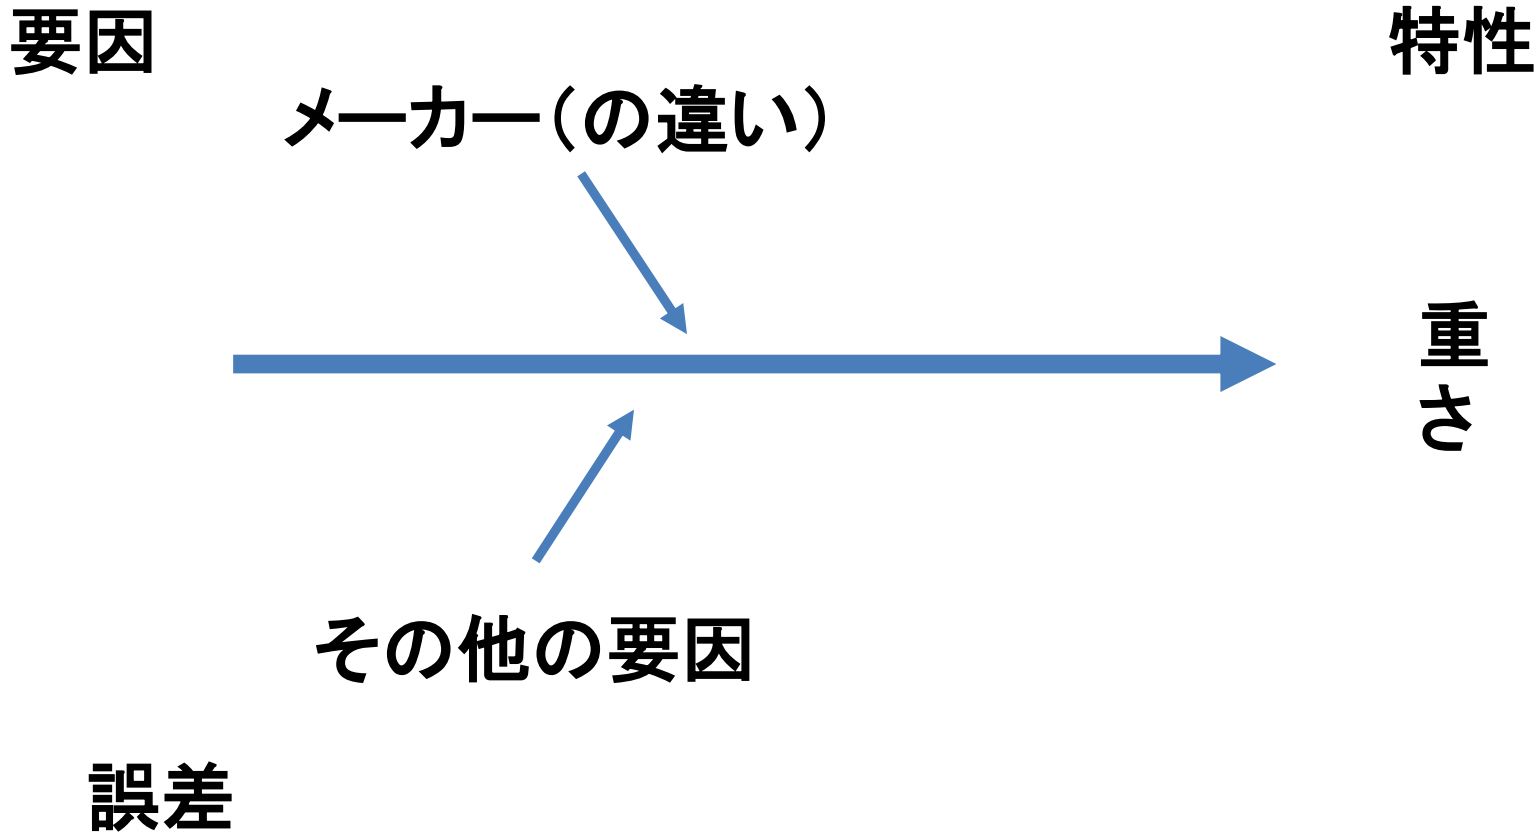 要因
特性
メーカー(の違い)
重
さ
その他の要因
誤差